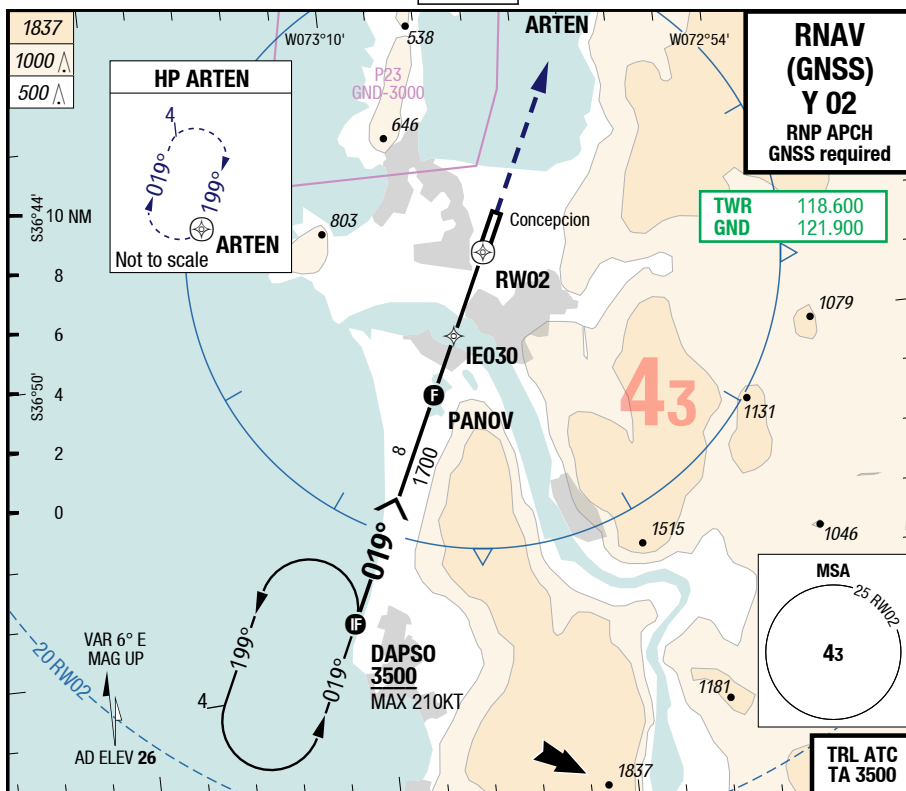 1837
1000
500
HP ARTEN
4
019°
199°
ARTEN
Not to scale
W073°10'
538
ARTEN
W072°54'
P23
GND-3000
646
RNAV
(GNSS)
Y 02
RNP APCH
GNSS required
TWR 118.600
GND 121.900
S36°44'
10 NM
803
Concepcion
8
RW02
1079
6
IE030
S36°50'
4
43
1131
F
PANOV
2
8
1700
0
1515
1046
019°
MSA
25 RW02
43
IF
DAPSO
3500
MAX 210KT
199°
019°
4
VAR 6° E
MAG UP
20 RW02
1181
AD ELEV 26
1837
TRL ATC
TA 3500